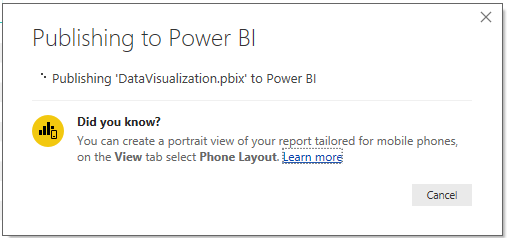 Publishing to Power BI
Publishing 'DataVisualization.pbix' to Power BI
Did you know?
You can create a portrait view of your report tailored for mobile phones,
on the View tab select Phone Layout. Learn more
Cancel